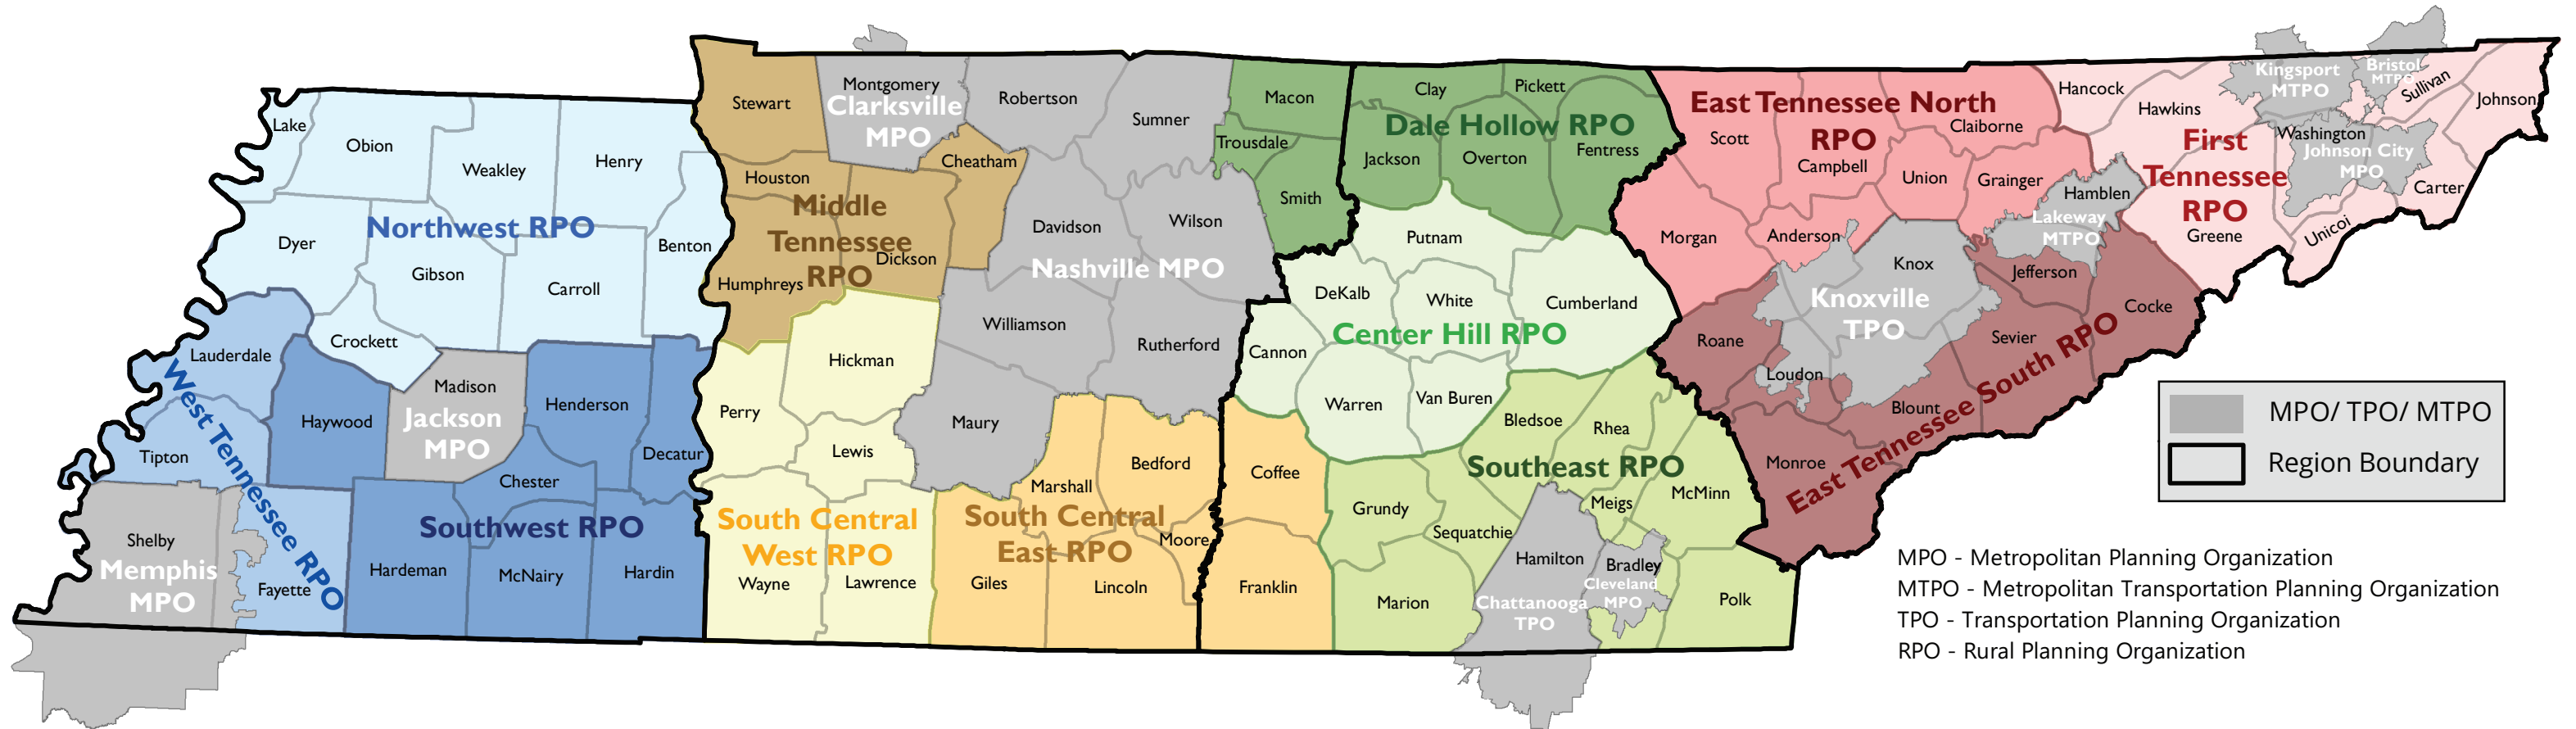 Lake
Obion
Weakley
Henry
Dyer
Northwest RPO
Gibson
Carroll
Benton
Crockett
Lauderdale
Tipton
West Tennessee RPO
Fayette
Shelby
Memphis
MPO
Haywood
Madison
Jackson
MPO
Henderson
Decatur
Chester
Southwest RPO
Hardeman
McNairy
Hardin
Stewart
Montgomery
Clarksville
MPO
Houston
Cheatham
Middle
Tennessee
RPO
Dickson
Humphreys
Robertson
Sumner
Davidson
Wilson
Nashville MPO
Williamson
Rutherford
Maury
Hickman
Perry
Lewis
South Central
West RPO
Wayne
Lawrence
Marshall
Bedford
South Central
East RPO
Moore
Giles
Lincoln
Coffee
Franklin
Macon
Trousdale
Smith
Clay
Pickett
Dale Hollow RPO
Jackson
Overton
Fentress
Putnam
DeKalb
White
Cumberland
Center Hill RPO
Cannon
Warren
Van Buren
Bledsoe
Rhea
Southeast RPO
Grundy
Sequatchie
Meigs
McMinn
Marion
Hamilton
Chattanooga
TPO
Bradley
Cleveland
MPO
Polk
East Tennessee North
RPO
Scott
Claiborne
Campbell
Union
Grainger
Morgan
Anderson
Knox
Knoxville
TPO
Roane
Loudon
Blount
Monroe
Sevier
Jefferson
Cocke
East Tennessee South RPO
Hamblen
Lakeway
MTPO
Hancock
Hawkins
First
Tennessee
RPO
Greene
Kingsport
MTPO
Bristol
MTPO
Sullivan
Johnson
Washington
Johnson City
MPO
Carter
Unicoi
MPO/ TPO/ MTPO
Region Boundary
MPO - Metropolitan Planning Organization
MTPO - Metropolitan Transportation Planning Organization
TPO - Transportation Planning Organization
RPO - Rural Planning Organization